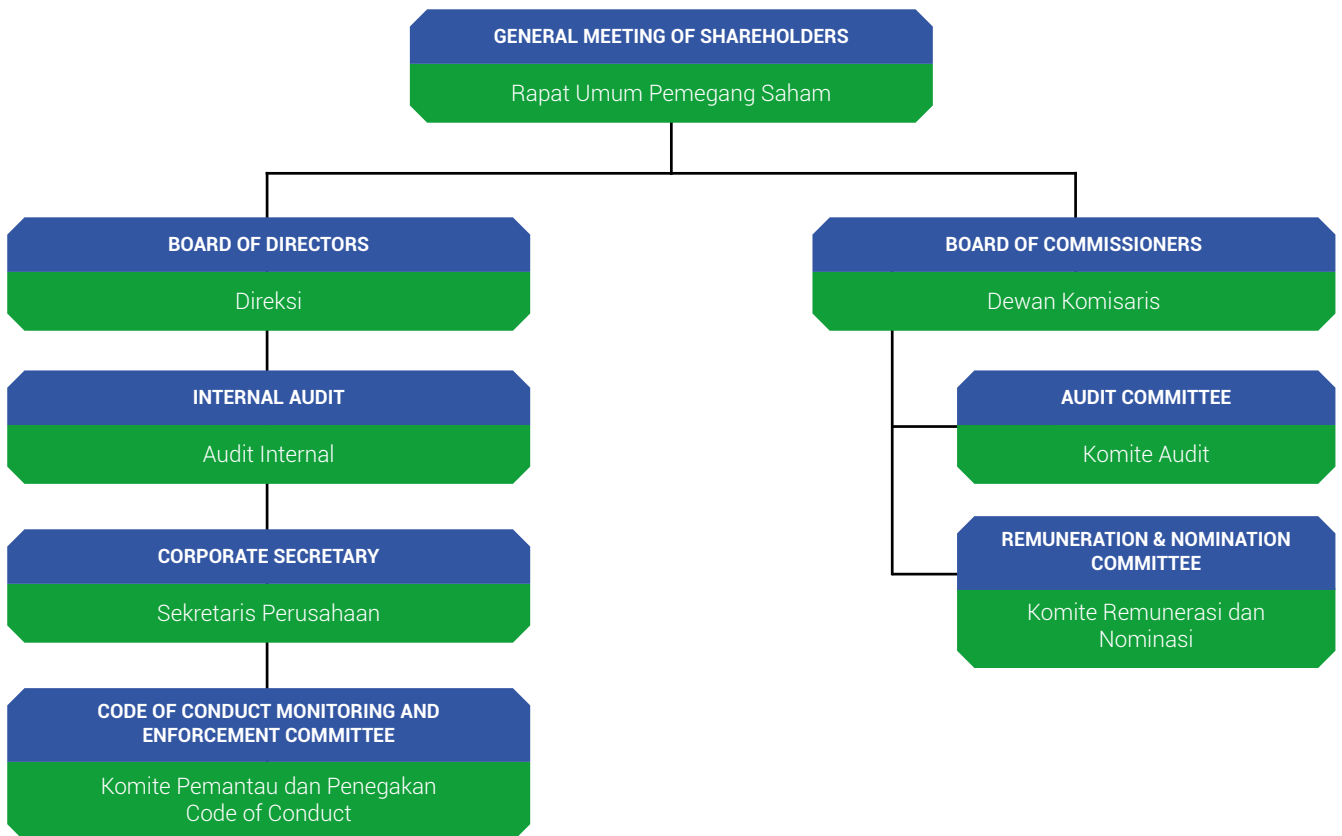 GENERAL MEETING OF SHAREHOLDERS
Rapat Umum Pemegang Saham
BOARD OF DIRECTORS
Direksi
BOARD OF COMMISSIONERS
Dewan Komisaris
INTERNAL AUDIT
Audit Internal
AUDIT COMMITTEE
Komite Audit
CORPORATE SECRETARY
Sekretaris Perusahaan
REMUNERATION & NOMINATION
COMMITTEE
Komite Remunerasi dan
Nominasi
CODE OF CONDUCT MONITORING AND
ENFORCEMENT COMMITTEE
Komite Pemantau dan Penegakan
Code of Conduct